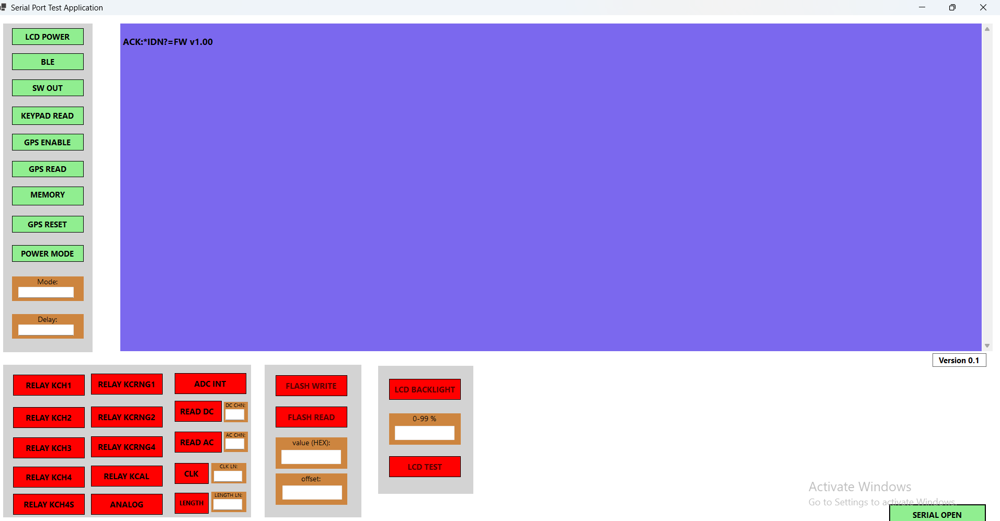 Serial Port Test Application
LCD POWER
BLE
SW OUT
KEYPAD READ
GPS ENABLE
GPS READ
MEMORY
GPS RESET
POWER MODE
Mode:
Delay:
ACK:*IDN?=FW v1.00
Version 0.1
RELAY KCH1
RELAY KCH2
RELAY KCH3
RELAY KCH4
RELAY KCH4S
RELAY KCRNG1
RELAY KCRNG2
RELAY KCRNG4
RELAY KCAL
ANALOG
ADC INT
READ DC
DC CHN:
READ AC
AC CHN:
CLK
CLK LN:
LENGTH
LENGTH LN:
FLASH WRITE
FLASH READ
value (HEX):
offset:
LCD BACKLIGHT
0-99 %
LCD TEST
Activate Windows
Go to Settings to activate Windows.
SERIAL OPEN